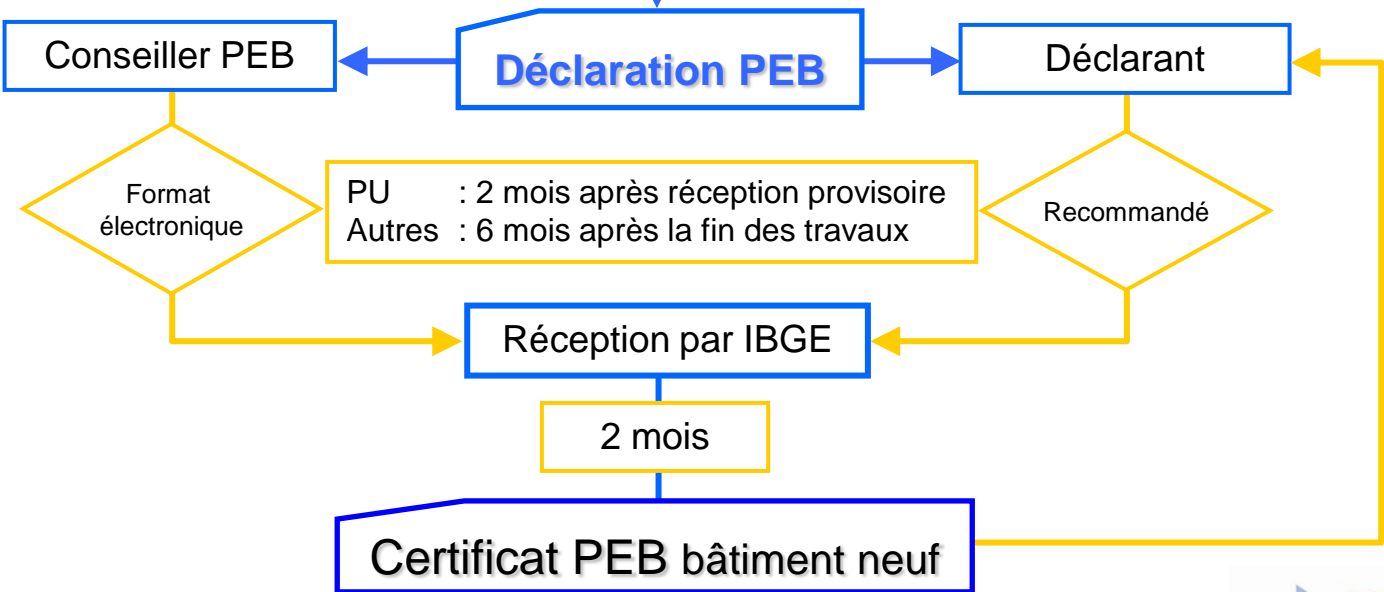 Conseiller PEB
Déclaration PEB
Déclarant
Format
électronique
PU : 2 mois après réception provisoire
Autres : 6 mois après la fin des travaux
Recommandé
Réception par IBGE
2 mois
Certificat PEB bâtiment neuf